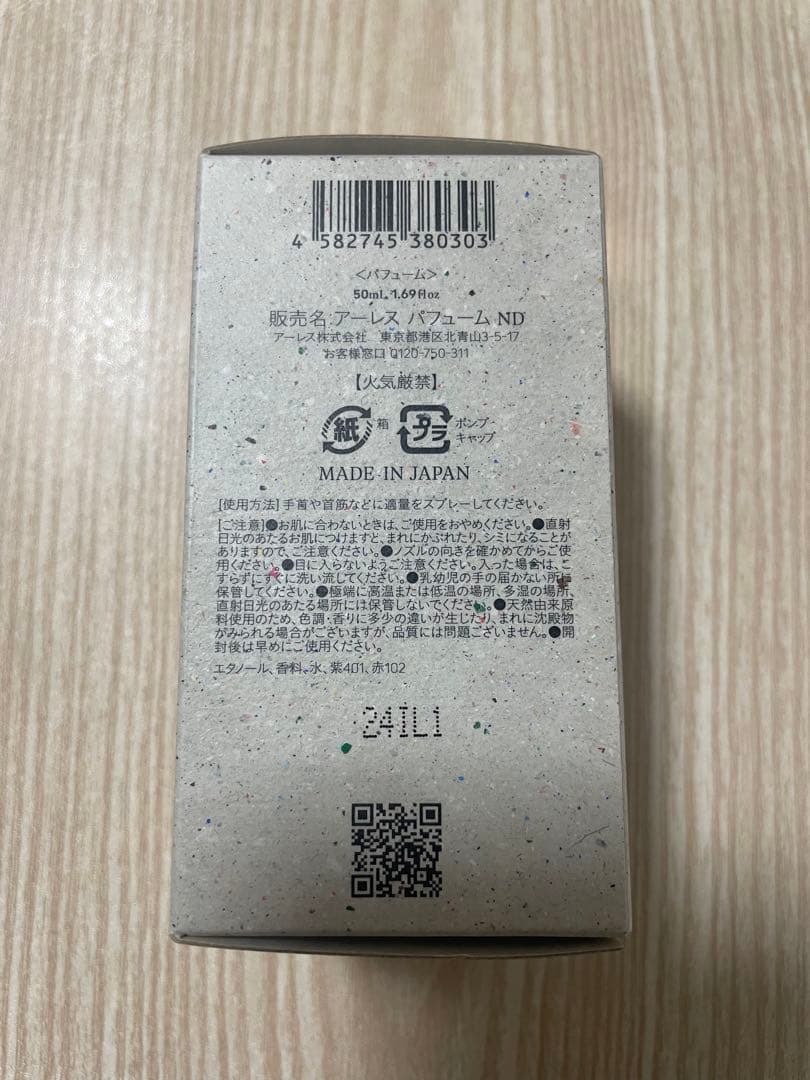 4 582745 380303
<パフューム>
50mL 1.69fl oz
販売名:アーレス パフューム ND
アーレス株式会社 東京都港区北青山3-5-17
お客様窓口 0120-750-311
【火気厳禁】
紙 箱 プラ ポンプ
キャップ
MADE IN JAPAN
[使用方法] 手首や首筋などに適量をスプレーしてください。
[ご注意]●お肌に合わないときは、ご使用をおやめください。●直射
日光のあたるお肌につけますと、まれにかぶれたり、シミになることが
ありますので、ご注意ください。●ノズルの向きを確かめてからご使
用ください。●目に入らないようご注意ください。入った場合は、こ
すらずにすぐに洗い流してください。●乳幼児の手の届かない所に
保管してください。●極端に高温または低温の場所、多湿の場所、
直射日光のあたる場所には保管しないでください。●天然由来原
料使用のため、色調・香りに多少の違いが生じたり、まれに沈殿物
がみられる場合がございますが、品質には問題ございません。●開
封後は早めにご使用ください。
エタノール、香料、水、紫401、赤102
24IL1